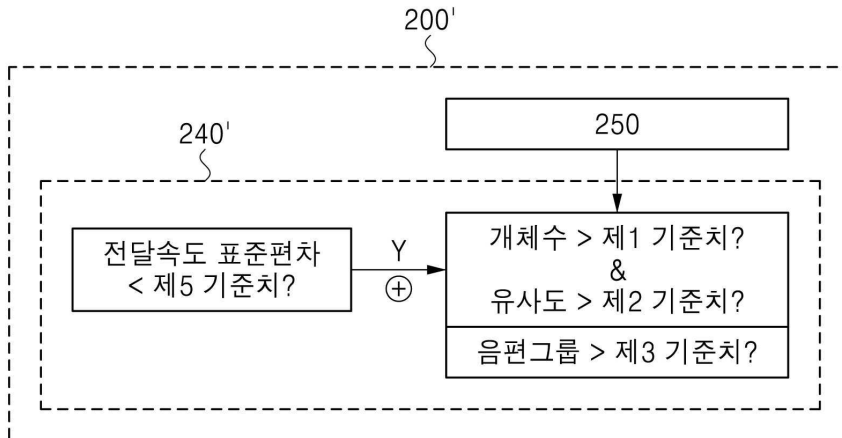 200'
250
240'
전달속도 표준편차
< 제5 기준치?
Y
+
개체수 > 제1 기준치?
&
유사도 > 제2 기준치?
음편그룹 > 제3 기준치?